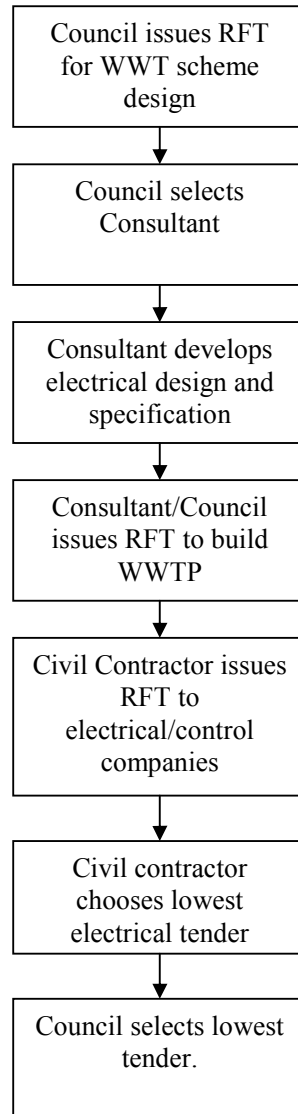 Council issues RFT
for WWT scheme
design
Council selects
Consultant
Consultant develops
electrical design and
specification
Consultant/Council
issues RFT to build
WWTP
Civil Contractor issues
RFT to
electrical/control
companies
Civil contractor
chooses lowest
electrical tender
Council selects lowest
tender.